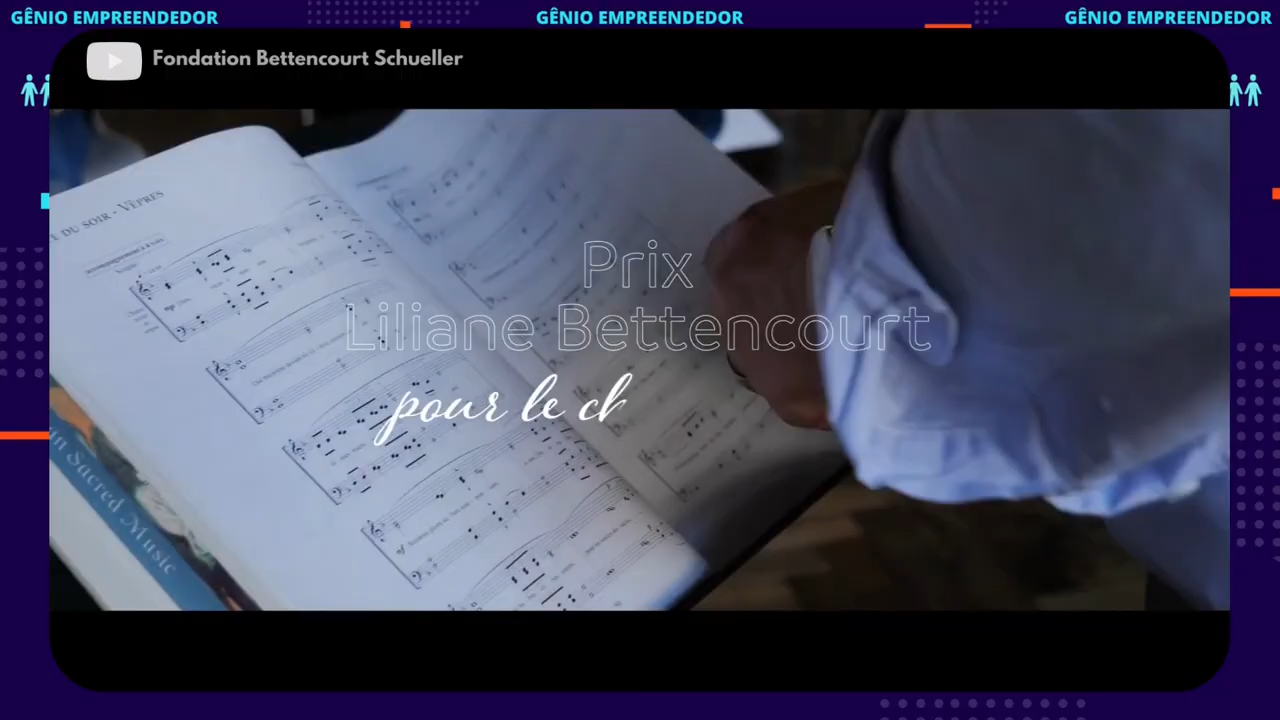 GÊNIO EMPREENDEDOR GÊNIO EMPREENDEDOR GÊNIO EMPREENDEDOR
Fondation Bettencourt Schueller
DU SOIR - VÊPRES
Prix
Liliane Bettencourt
pour le ch
Sacred Music